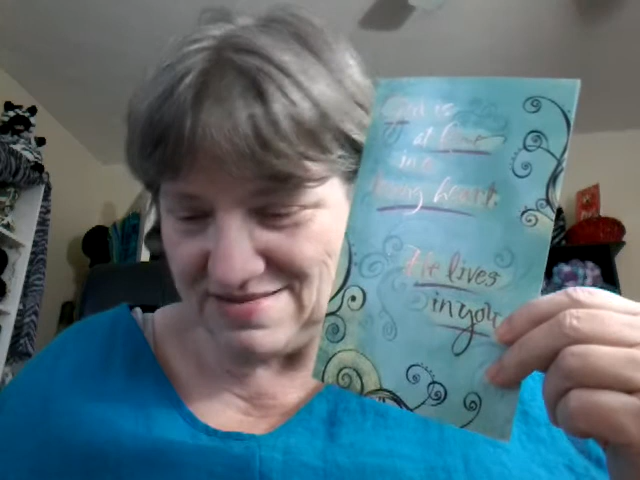 God is
at home
in a
loving heart.
He lives
in you